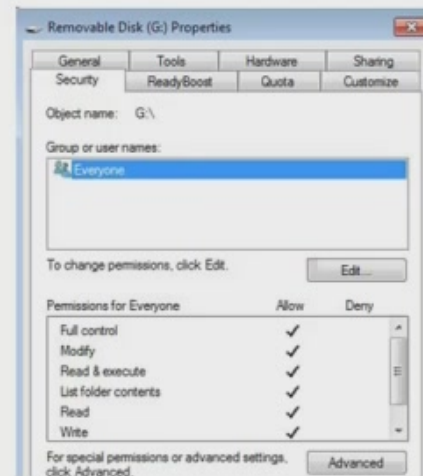 Removable Disk (G:) Properties
General Tools Hardware Sharing
Security ReadyBoost Quota Customize
Object name: G:\
Group or user names:
Everyone
To change permissions, click Edit.
Edit...
Permissions for Everyone Allow Deny
Full control
Modify
Read & execute
List folder contents
Read
Write
For special permissions or advanced settings,
click Advanced.
Advanced